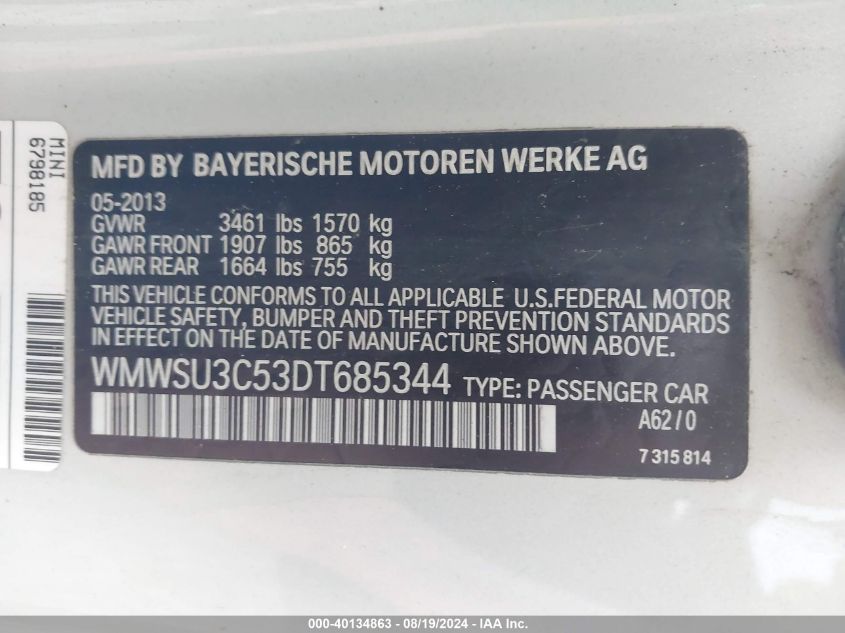 MINI
6798185
MFD BY BAYERISCHE MOTOREN WERKE AG
05-2013
GVWR 3461 lbs 1570 kg
GAWR FRONT 1907 lbs 865 kg
GAWR REAR 1664 lbs 755 kg
THIS VEHICLE CONFORMS TO ALL APPLICABLE U.S.FEDERAL MOTOR
VEHICLE SAFETY, BUMPER AND THEFT PREVENTION STANDARDS
IN EFFECT ON THE DATE OF MANUFACTURE SHOWN ABOVE.
WMWSU3C53DT685344 TYPE: PASSENGER CAR
A62/0
7 315 814
000-40134863 - 08/19/2024 - IAA Inc.